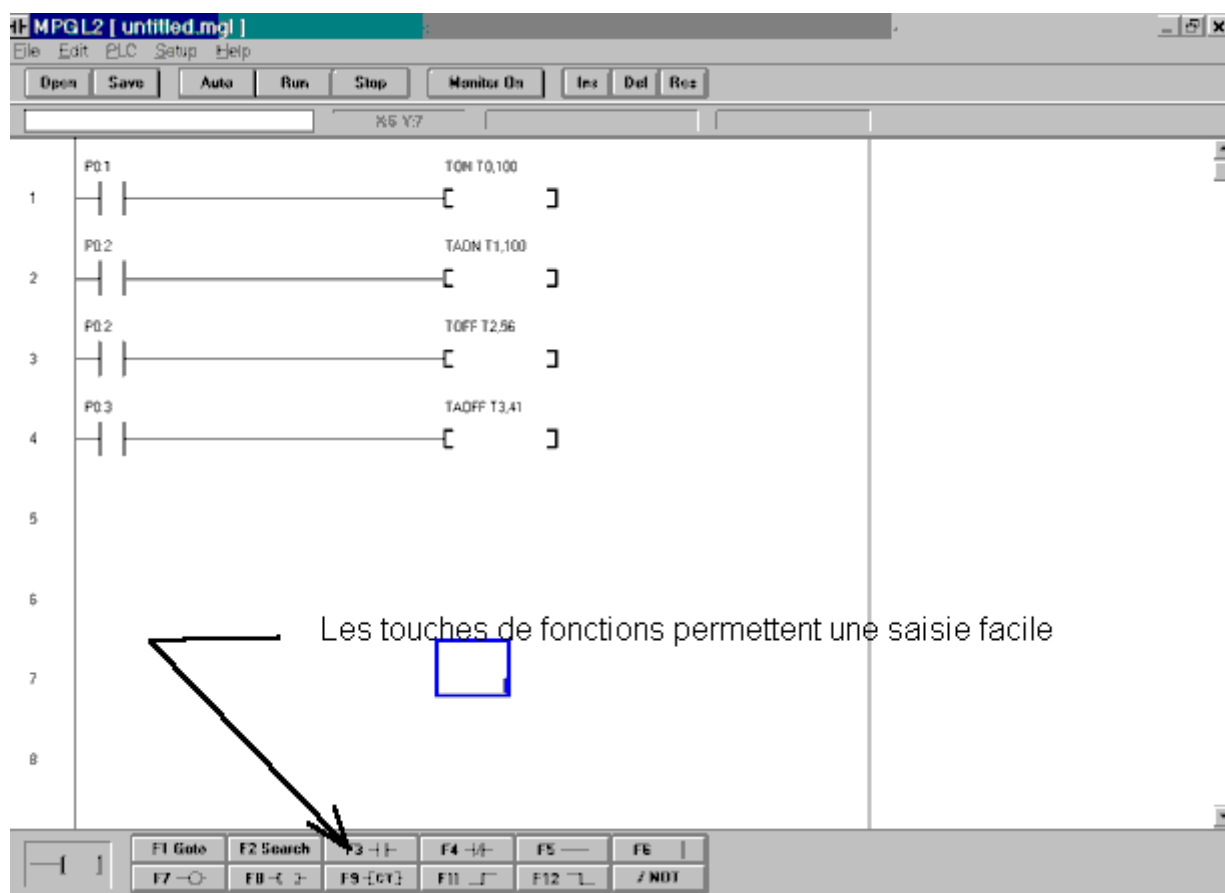 MPGL2 [ untitled.mgl ]
File Edit PLC Setup Help
Open Save Auto Run Stop Monitor On Ins Del Res
X:6 Y:7
P0:1 TON T0,100
1
P0:2 TAON T1,100
2
P0:2 TOFF T2,56
3
P0:3 TAOFF T3,41
4
5
6
Les touches de fonctions permettent une saisie facile
7
8
F1 Goto F2 Search F3 F4 F5 F6
F7 F8 F9 [CT] F11 F12 / NOT